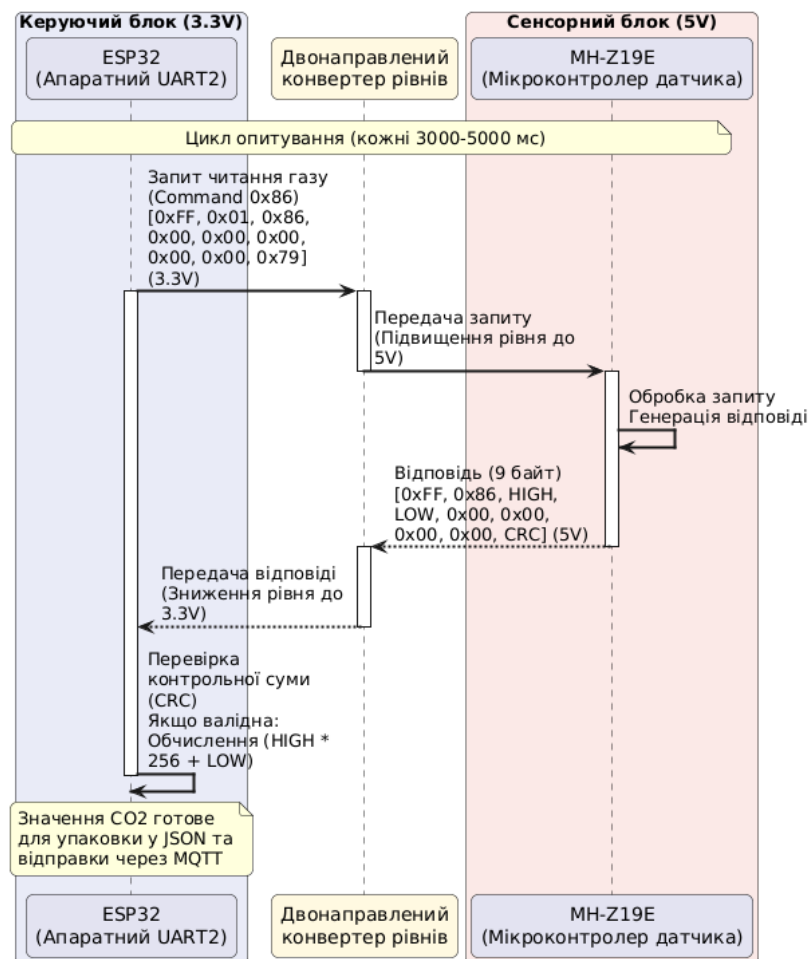 Керуючий блок (3.3V)
Сенсорний блок (5V)
ESP32
(Апаратний UART2)
Двонаправлений
конвертер рівнів
MH-Z19E
(Мікроконтролер датчика)
Цикл опитування (кожні 3000-5000 мс)
Запит читання газу
(Command 0x86)
[0xFF, 0x01, 0x86,
0x00, 0x00, 0x00,
0x00, 0x00, 0x79]
(3.3V)
Передача запиту
(Підвищення рівня до
5V)
Обробка запиту
Генерація відповіді
Відповідь (9 байт)
[0xFF, 0x86, HIGH,
LOW, 0x00, 0x00,
0x00, 0x00, CRC] (5V)
Передача відповіді
(Зниження рівня до
3.3V)
Перевірка
контрольної суми
(CRC)
Якщо валідна:
Обчислення (HIGH *
256 + LOW)
Значення CO2 готове
для упаковки у JSON та
відправки через MQTT
ESP32
(Апаратний UART2)
Двонаправлений
конвертер рівнів
MH-Z19E
(Мікроконтролер датчика)